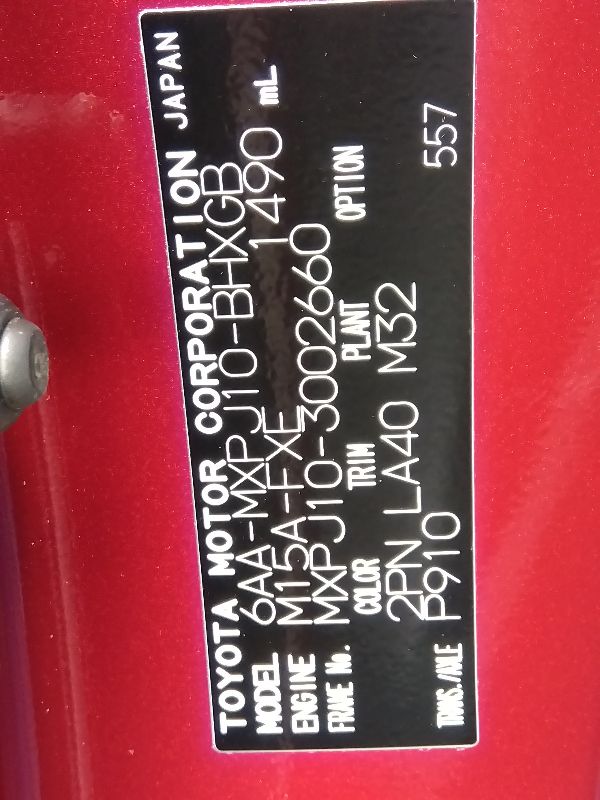 TOYOTA MOTOR CORPORATION JAPAN
MODEL 6AA-MXPJ10-BHXGB
ENGINE M15A-FXE 1490 mL
FRAME No. MXPJ10-3002660
COLOR TRIM PLANT OPTION
2PN LA40 M32
TRANS./AXLE P910 557